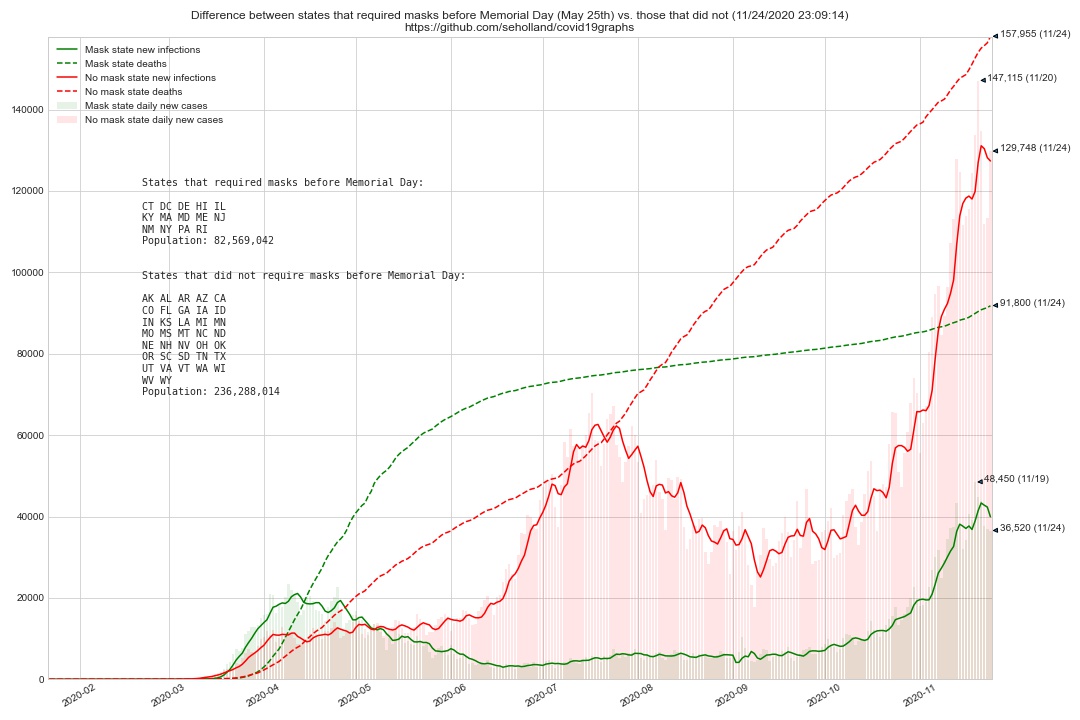 Difference between states that required masks before Memorial Day (May 25th) vs. those that did not (11/24/2020 23:09:14)
https://github.com/seholland/covid19graphs
Mask state new infections
Mask state deaths
No mask state new infections
No mask state deaths
Mask state daily new cases
No mask state daily new cases
States that required masks before Memorial Day:
CT DC DE HI IL
KY MA MD ME NJ
NM NY PA RI
Population: 82,569,042
States that did not require masks before Memorial Day:
AK AL AR AZ CA
CO FL GA IA ID
IN KS LA MI MN
MO MS MT NC ND
NE NH NV OH OK
OR SC SD TN TX
UT VA VT WA WI
WV WY
Population: 236,288,014
157,955 (11/24)
147,115 (11/20)
129,748 (11/24)
91,800 (11/24)
48,450 (11/19)
36,520 (11/24)
140000
120000
100000
80000
60000
40000
20000
0
2020-02
2020-03
2020-04
2020-05
2020-06
2020-07
2020-08
2020-09
2020-10
2020-11